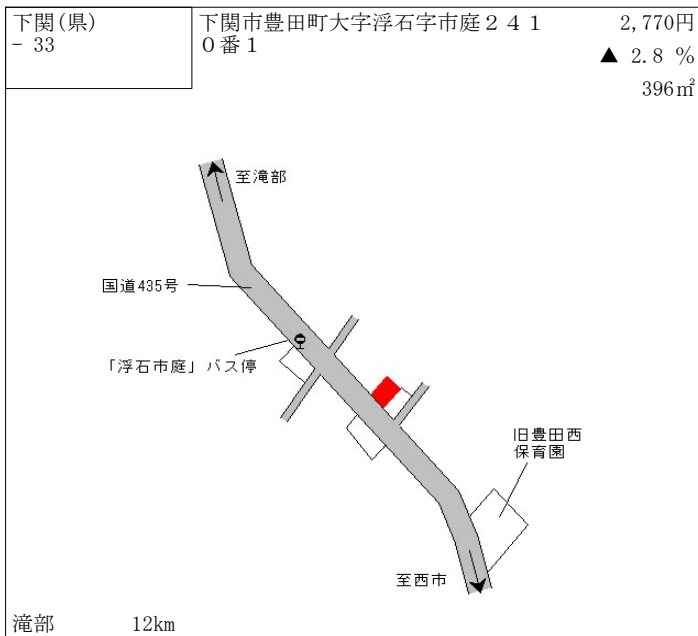 下関(県)
- 33
下関市豊田町大字浮石字市庭２４１
０番１
2,770円
▲ 2.8 %
396㎡
至滝部
国道435号
「浮石市庭」バス停
旧豊田西
保育園
至西市
滝部 12km